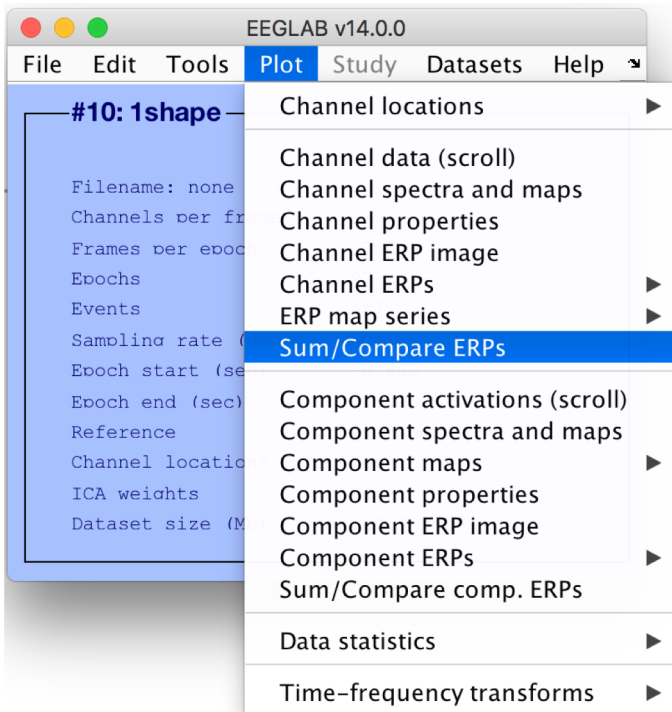 EEGLAB v14.0.0
File Edit Tools Plot Study Datasets Help
#10: 1shape
Filename: none
Channels per frame
Frames per epoc
Epochs
Events
Sampling rate (
Epoch start (sec)
Epoch end (sec)
Reference
Channel locatio
ICA weights
Dataset size (M
Channel locations
Channel data (scroll)
Channel spectra and maps
Channel properties
Channel ERP image
Channel ERPs
ERP map series
Sum/Compare ERPs
Component activations (scroll)
Component spectra and maps
Component maps
Component properties
Component ERP image
Component ERPs
Sum/Compare comp. ERPs
Data statistics
Time-frequency transforms